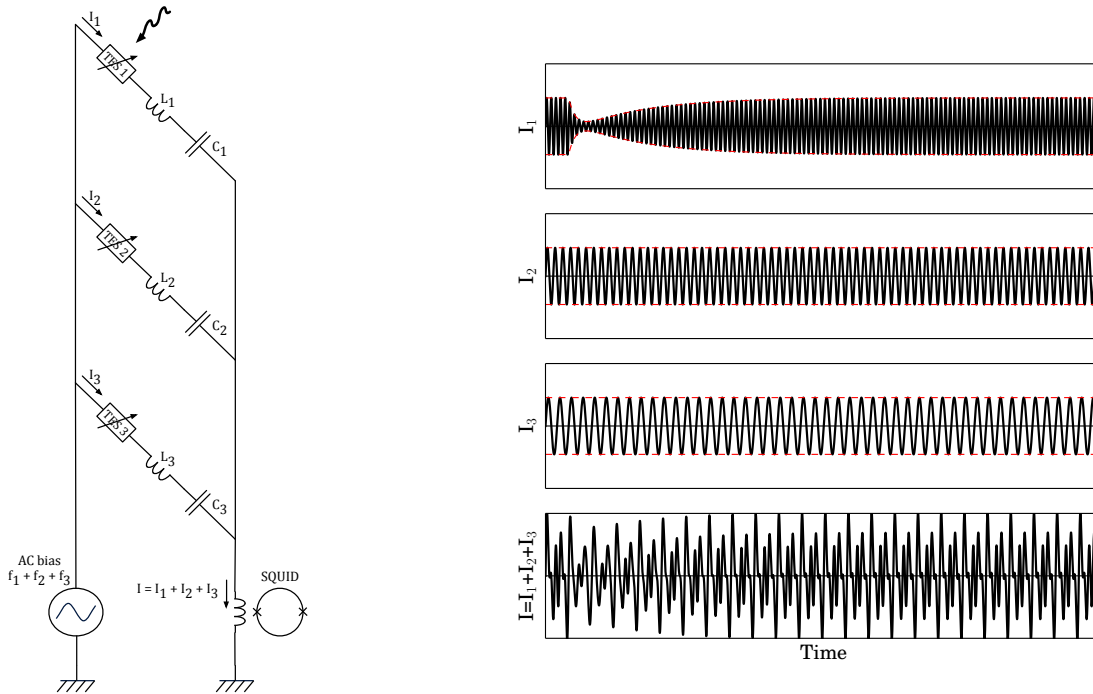 I₁
TES 1
L₁
C₁
I₂
TES 2
L₂
C₂
I₃
TES 3
L₃
C₃
AC bias
f₁ + f₂ + f₃
I = I₁ + I₂ + I₃
SQUID
I₁
I₂
I₃
I=I₁+I₂+I₃
Time